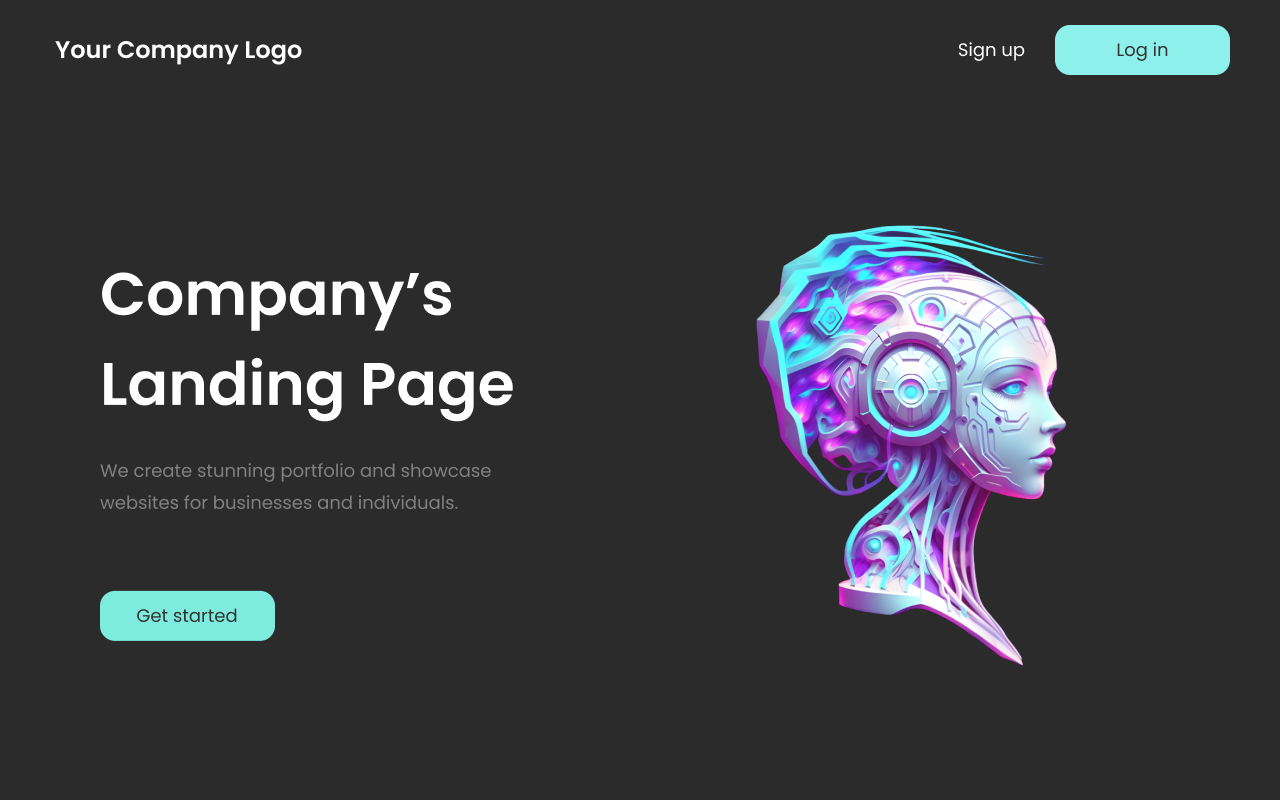 Your Company Logo
Sign up
Log in
Company’s
Landing Page
We create stunning portfolio and showcase
websites for businesses and individuals.
Get started